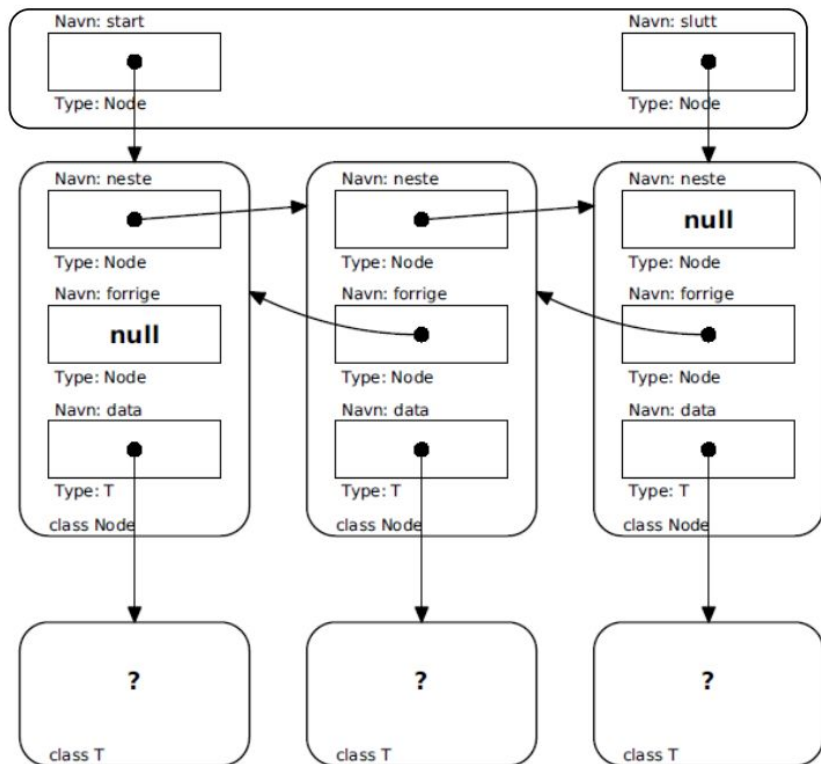 Navn: start
Navn: slutt
Type: Node
Type: Node
Navn: neste
Navn: neste
Navn: neste
null
Type: Node
Type: Node
Type: Node
Navn: forrige
Navn: forrige
Navn: forrige
null
Type: Node
Type: Node
Type: Node
Navn: data
Navn: data
Navn: data
Type: T
Type: T
Type: T
class Node
class Node
class Node
?
?
?
class T
class T
class T